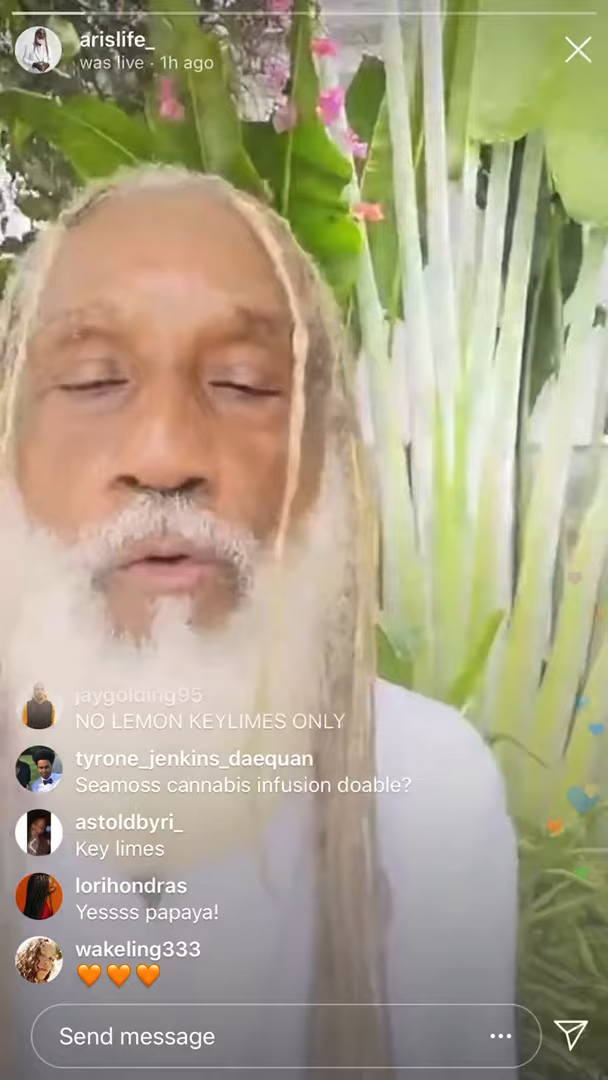 arislife_
was live · 1h ago
jaygolding95
NO LEMON KEYLIMES ONLY
tyrone_jenkins_daequan
Seamoss cannabis infusion doable?
astoldbyri_
Key limes
lorihondras
Yessss papaya!
wakeling333
🧡🧡🧡
Send message